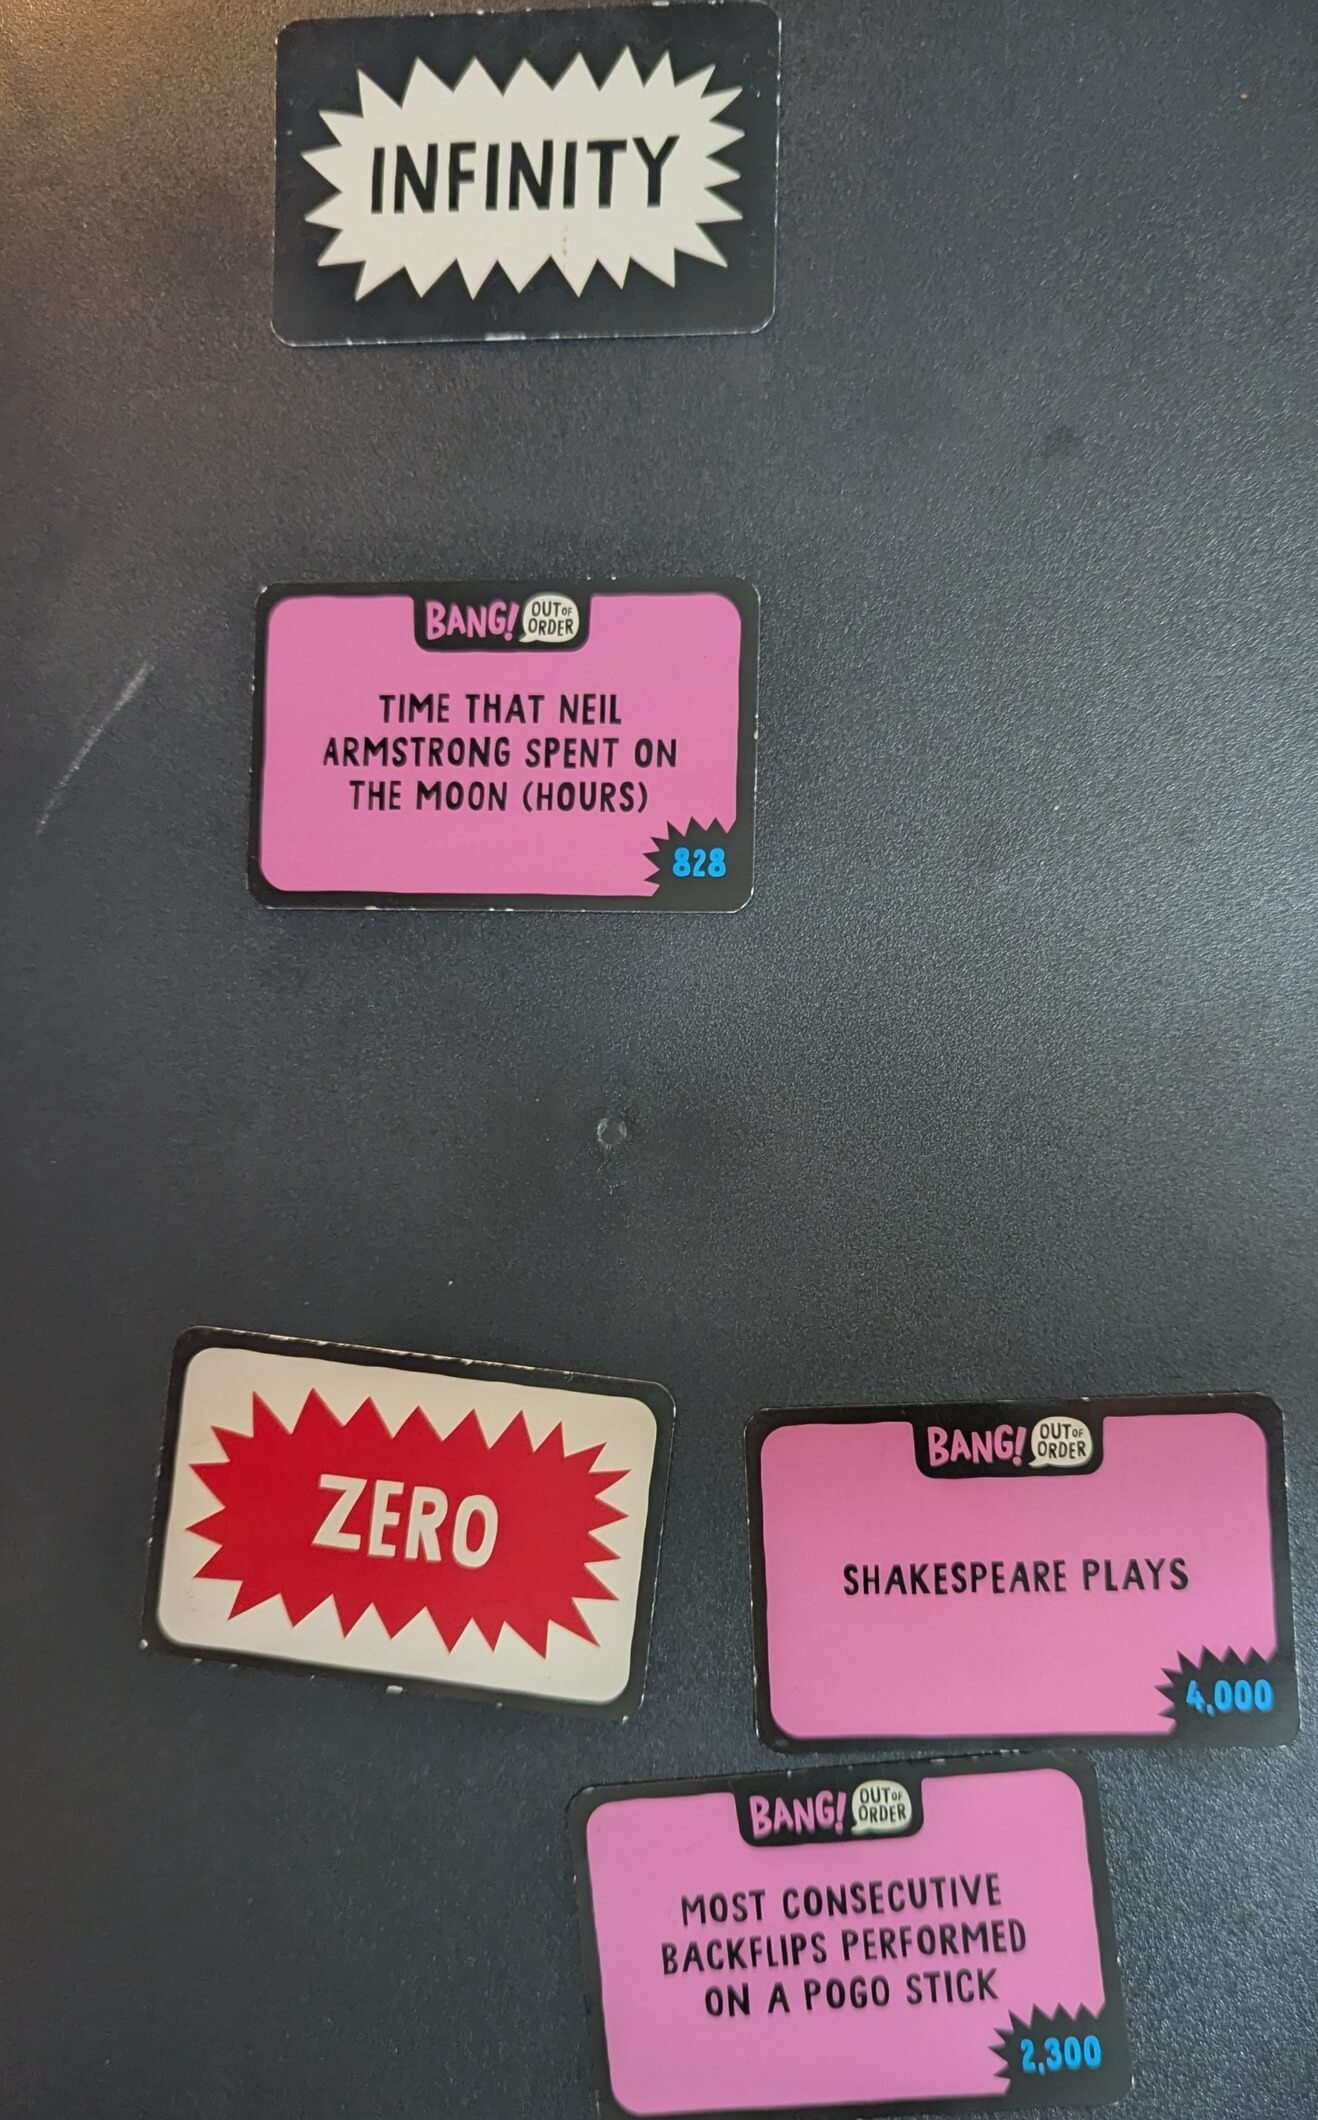 INFINITY
BANG! OUT OF ORDER
TIME THAT NEIL
ARMSTRONG SPENT ON
THE MOON (HOURS)
828
ZERO
BANG! OUT OF ORDER
SHAKESPEARE PLAYS
4,000
BANG! OUT OF ORDER
MOST CONSECUTIVE
BACKFLIPS PERFORMED
ON A POGO STICK
2,300